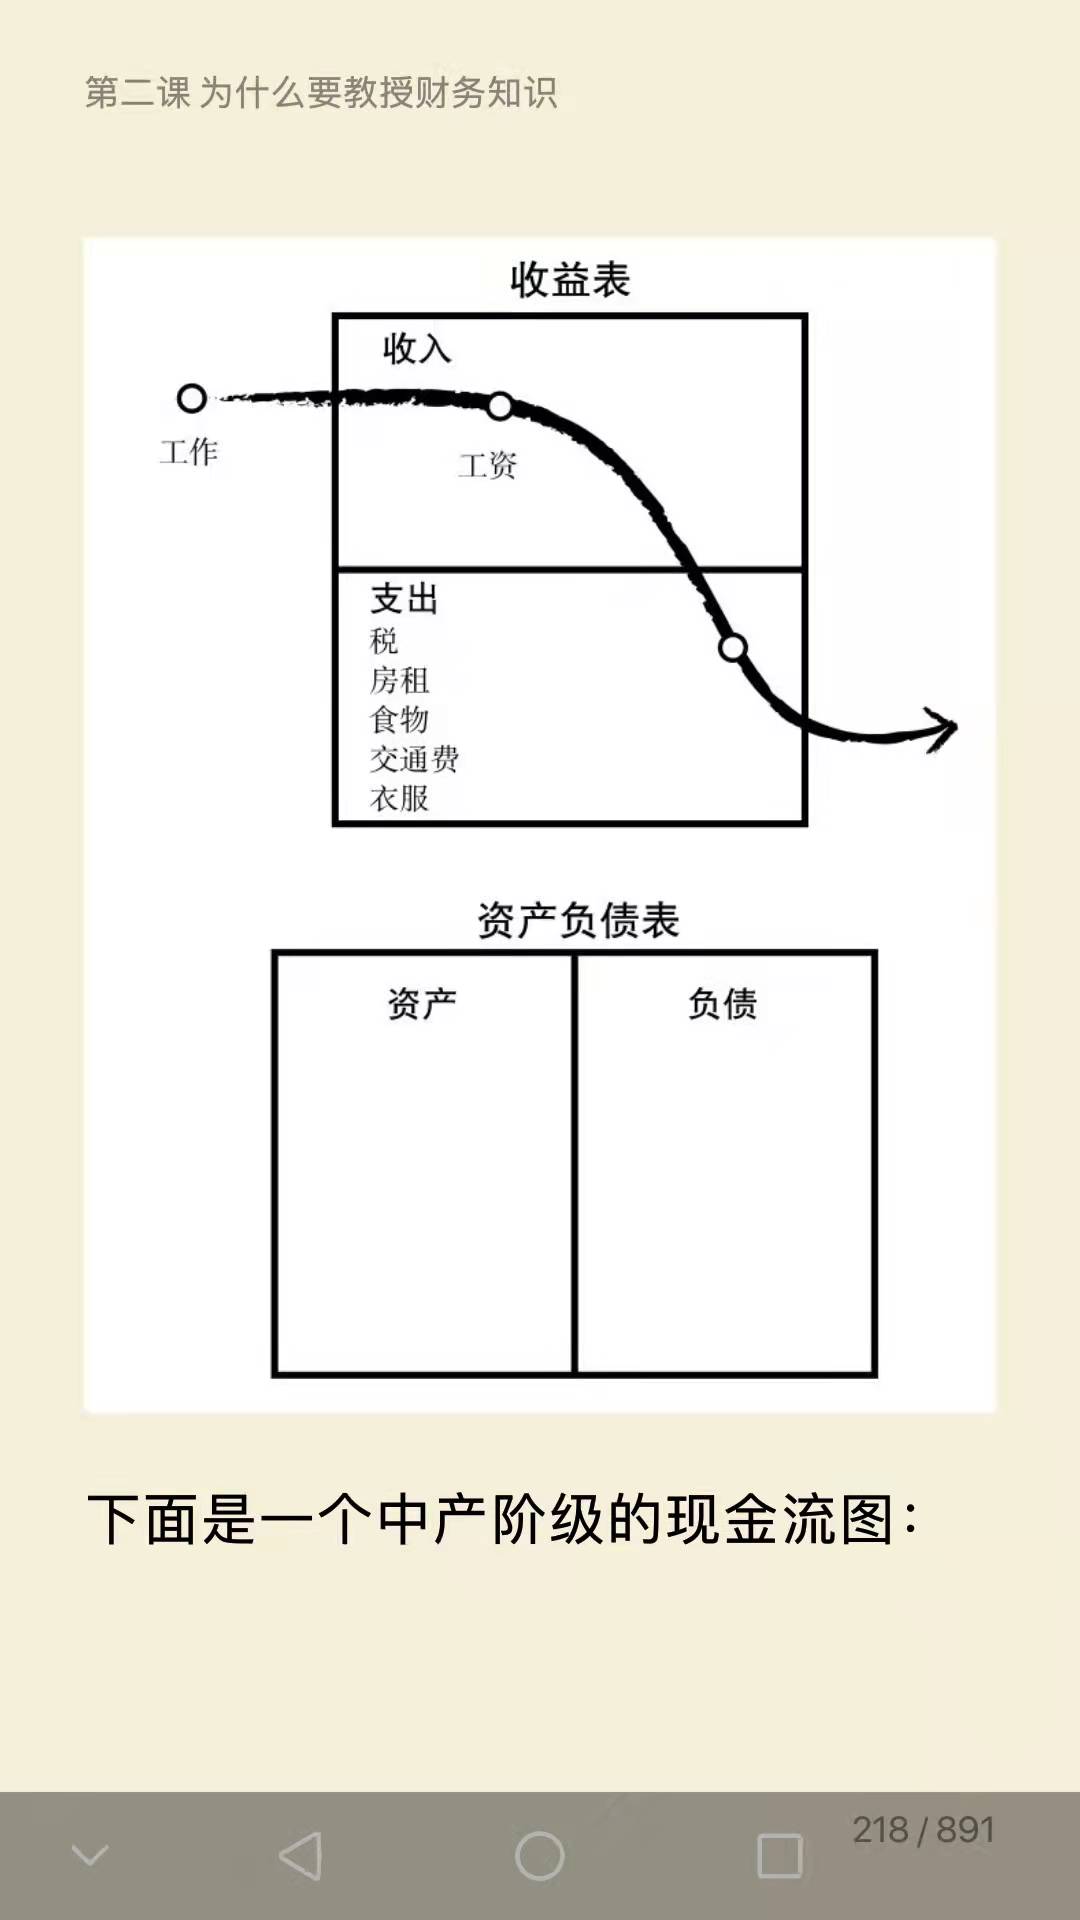 第二课 为什么要教授财务知识
收益表
收入
工作
工资
支出
税
房租
食物
交通费
衣服
资产负债表
资产
负债
下面是一个中产阶级的现金流图：
218 / 891